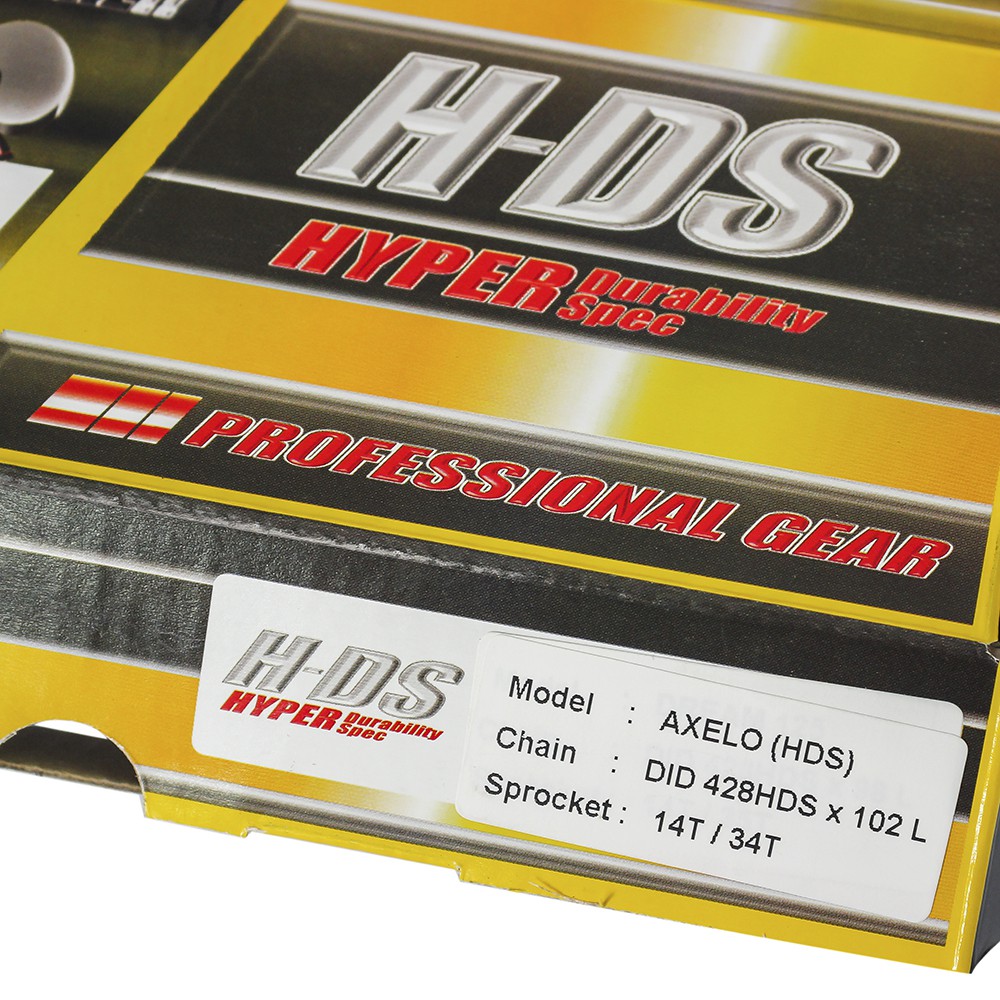 H-DS
HYPER Durability Spec
PROFESSIONAL GEAR
H-DS
HYPER Durability Spec
Model : AXELO (HDS)
Chain : DID 428HDS x 102 L
Sprocket : 14T / 34T